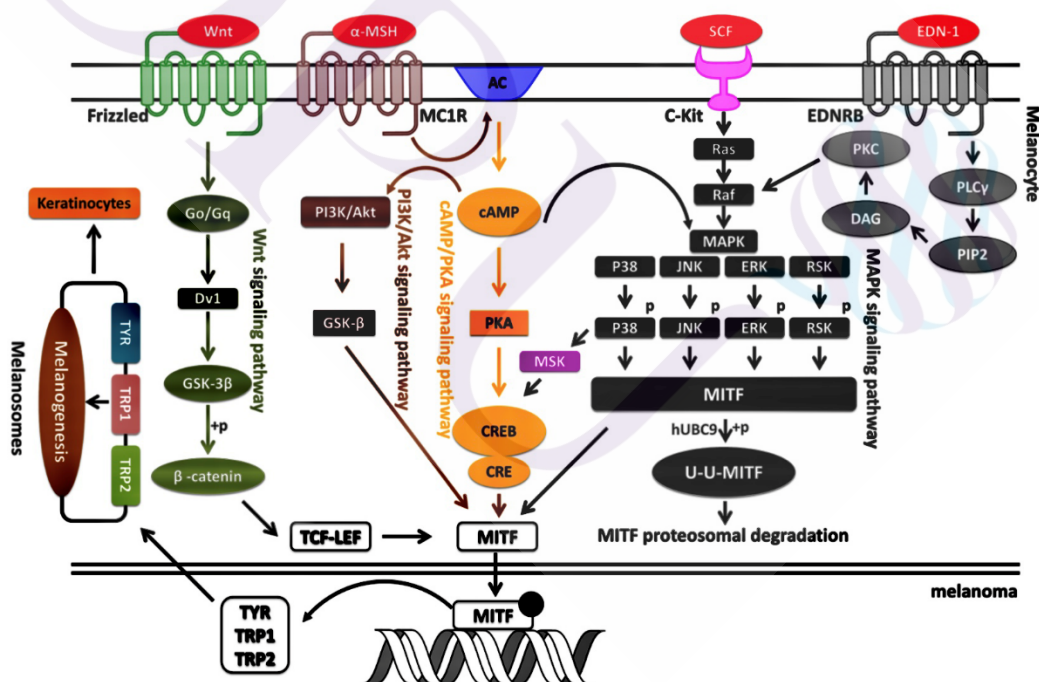 Wnt
α-MSH
SCF
EDN-1
AC
Frizzled
MC1R
C-Kit
EDNRB
Melanocyte
Ras
PKC
Raf
PLCγ
DAG
PIP2
MAPK
Keratinocytes
Go/Gq
PI3K/Akt
cAMP
Wnt signaling pathway
PI3K/Akt signaling pathway
cAMP/PKA signaling pathway
MAPK signaling pathway
P38
JNK
ERK
RSK
p
p
p
p
P38
JNK
ERK
RSK
Dv1
GSK-β
PKA
MSK
Melanosomes
Melanogenesis
TYR
TRP1
TRP2
GSK-3β
+p
β -catenin
CREB
CRE
MITF
hUBC9
+p
U-U-MITF
MITF proteosomal degradation
TCF-LEF
MITF
melanoma
MITF
TYR
TRP1
TRP2